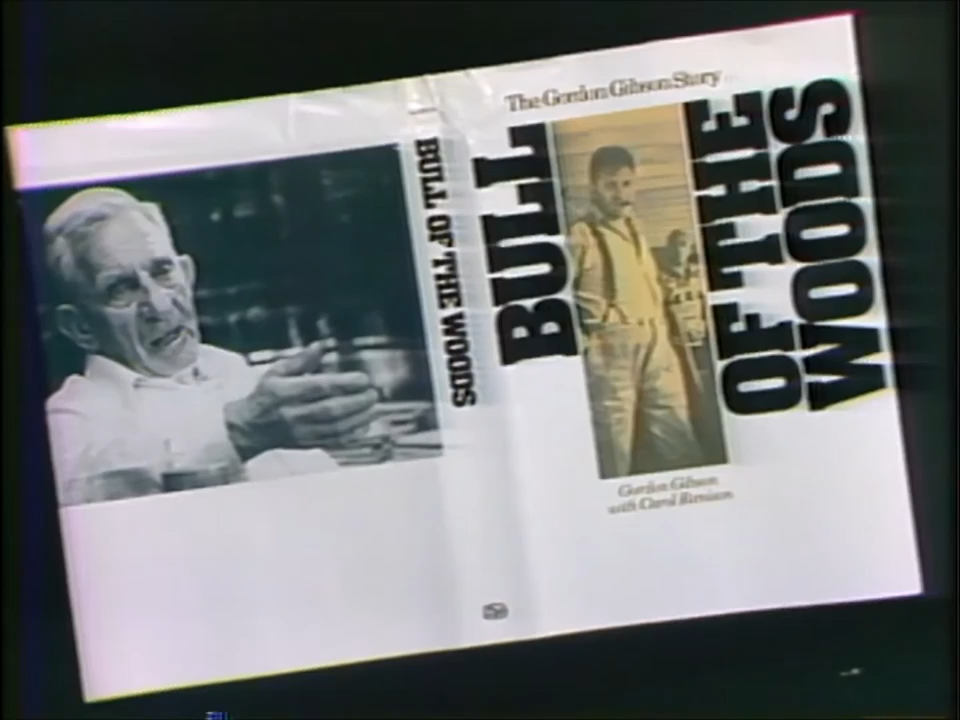 The Gordon Gibson Story
BULL
OF THE
WOODS
Gordon Gibson
with Carol Renison
BULL OF THE WOODS